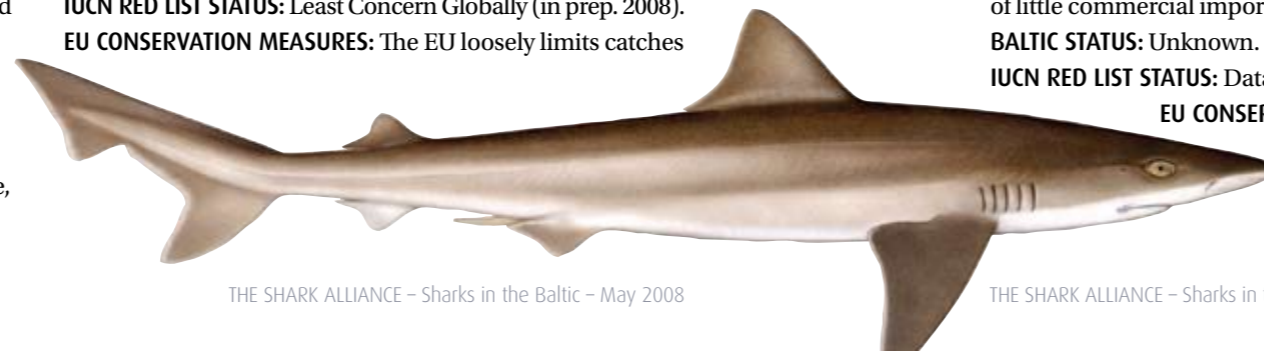 d
IUCN RED LIST STATUS: Least Concern Globally (in prep. 2008).
EU CONSERVATION MEASURES: The EU loosely limits catches
e,
THE SHARK ALLIANCE – Sharks in the Baltic – May 2008
of little commercial impor
BALTIC STATUS: Unknown.
IUCN RED LIST STATUS: Data
EU CONSER
THE SHARK ALLIANCE – Sharks in